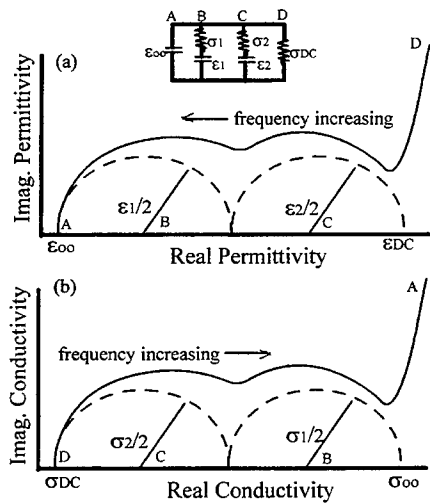 A B C D
ε∞ σ1 σ2 σDC
ε1 ε2
(a) D
frequency increasing
Imag. Permittivity
ε1/2 ε2/2
A B C
ε∞ εDC
Real Permittivity
(b) A
frequency increasing
Imag. Conductivity
σ2/2 σ1/2
D C B
σDC σ∞
Real Conductivity